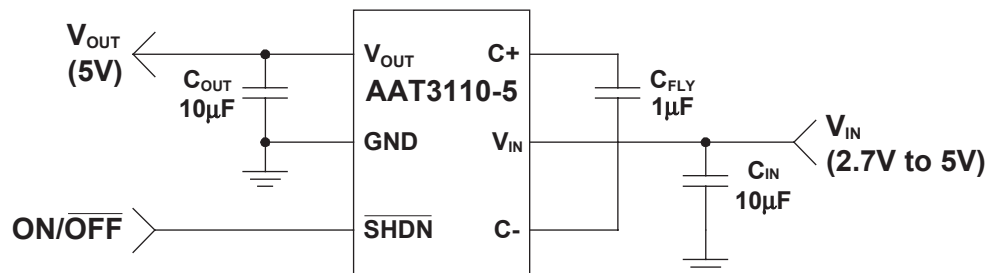 VOUT
(5V)
COUT
10μF
ON/OFF
VOUT
AAT3110-5
GND
SHDN
C+
VIN
C-
CFLY
1μF
CIN
10μF
VIN
(2.7V to 5V)